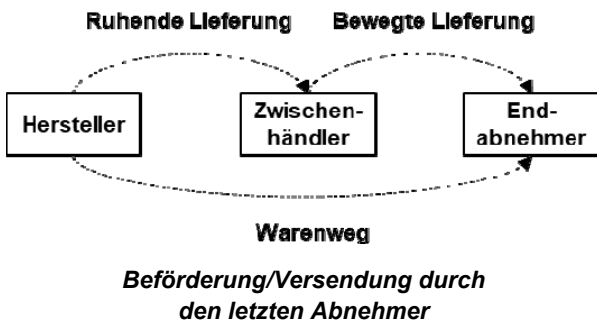 Ruhende Lieferung Bewegte Lieferung
Hersteller
Zwischen-
händler
End-
abnehmer
Warenweg
Beförderung/Versendung durch
den letzten Abnehmer